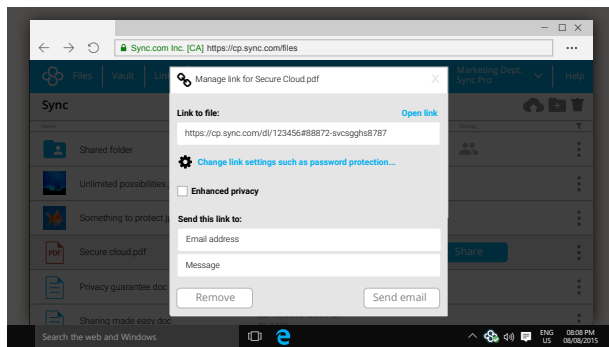 Sync.com Inc. [CA] https://cp.sync.com/files
Files Vault Manage link for Secure Cloud.pdf X Marketing Dept. Help
Sync Pro
Sync
Link to file: Open link
https://cp.sync.com/dl/123456#88872-svcsgghs8787
Shared folder
Change link settings such as password protection...
Unlimited possibilities.
Enhanced privacy
Something to protect.j
Send this link to:
Email address
PDF Secure cloud.pdf Share
Message
Privacy guarantee.doc
Remove Send email
Sharing made easy.doc
Search the web and Windows ENG 08:08 PM
US 08/08/2015